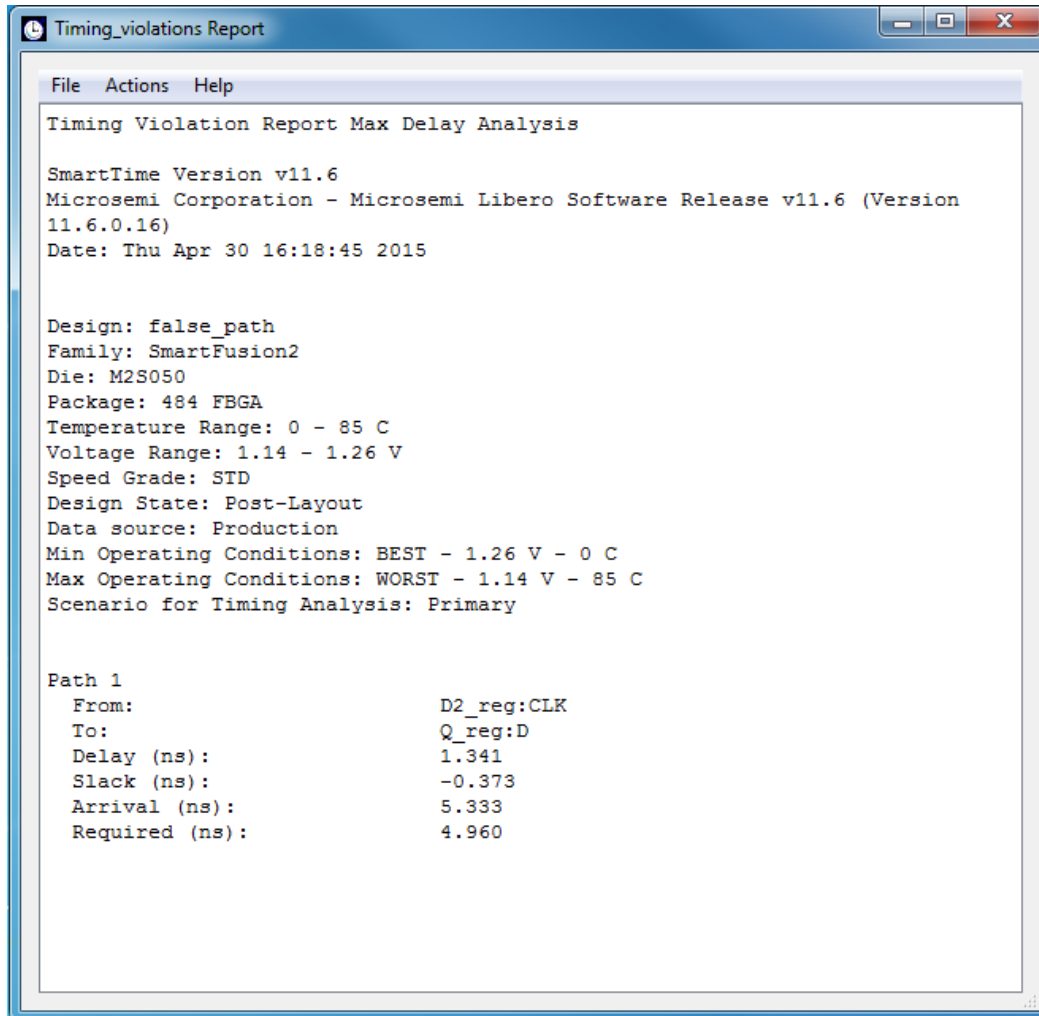 Timing_violations Report
File Actions Help
Timing Violation Report Max Delay Analysis
SmartTime Version v11.6
Microsemi Corporation - Microsemi Libero Software Release v11.6 (Version
11.6.0.16)
Date: Thu Apr 30 16:18:45 2015
Design: false_path
Family: SmartFusion2
Die: M2S050
Package: 484 FBGA
Temperature Range: 0 - 85 C
Voltage Range: 1.14 - 1.26 V
Speed Grade: STD
Design State: Post-Layout
Data source: Production
Min Operating Conditions: BEST - 1.26 V - 0 C
Max Operating Conditions: WORST - 1.14 V - 85 C
Scenario for Timing Analysis: Primary
Path 1
From: D2_reg:CLK
To: Q_reg:D
Delay (ns): 1.341
Slack (ns): -0.373
Arrival (ns): 5.333
Required (ns): 4.960